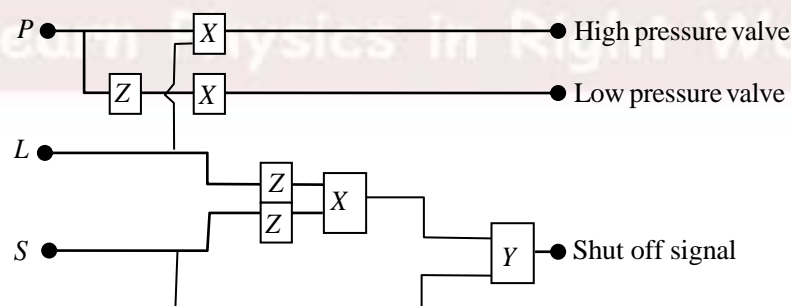 P X High pressure valve
Z X Low pressure valve
L
Z
X
Z
S Y Shut off signal